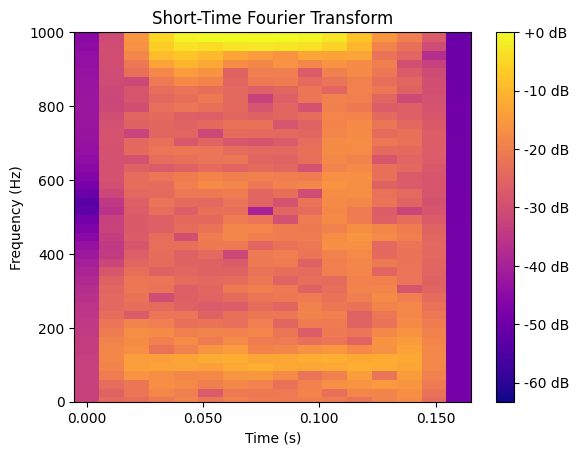 Short-Time Fourier Transform
1000
800
600
400
200
0
Frequency (Hz)
0.000
0.050
0.100
0.150
Time (s)
+0 dB
-10 dB
-20 dB
-30 dB
-40 dB
-50 dB
-60 dB